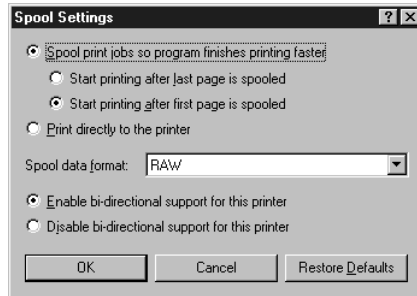 Spool Settings
Spool print jobs so program finishes printing faster
Start printing after last page is spooled
Start printing after first page is spooled
Print directly to the printer
Spool data format: RAW
Enable bi-directional support for this printer
Disable bi-directional support for this printer
OK Cancel Restore Defaults